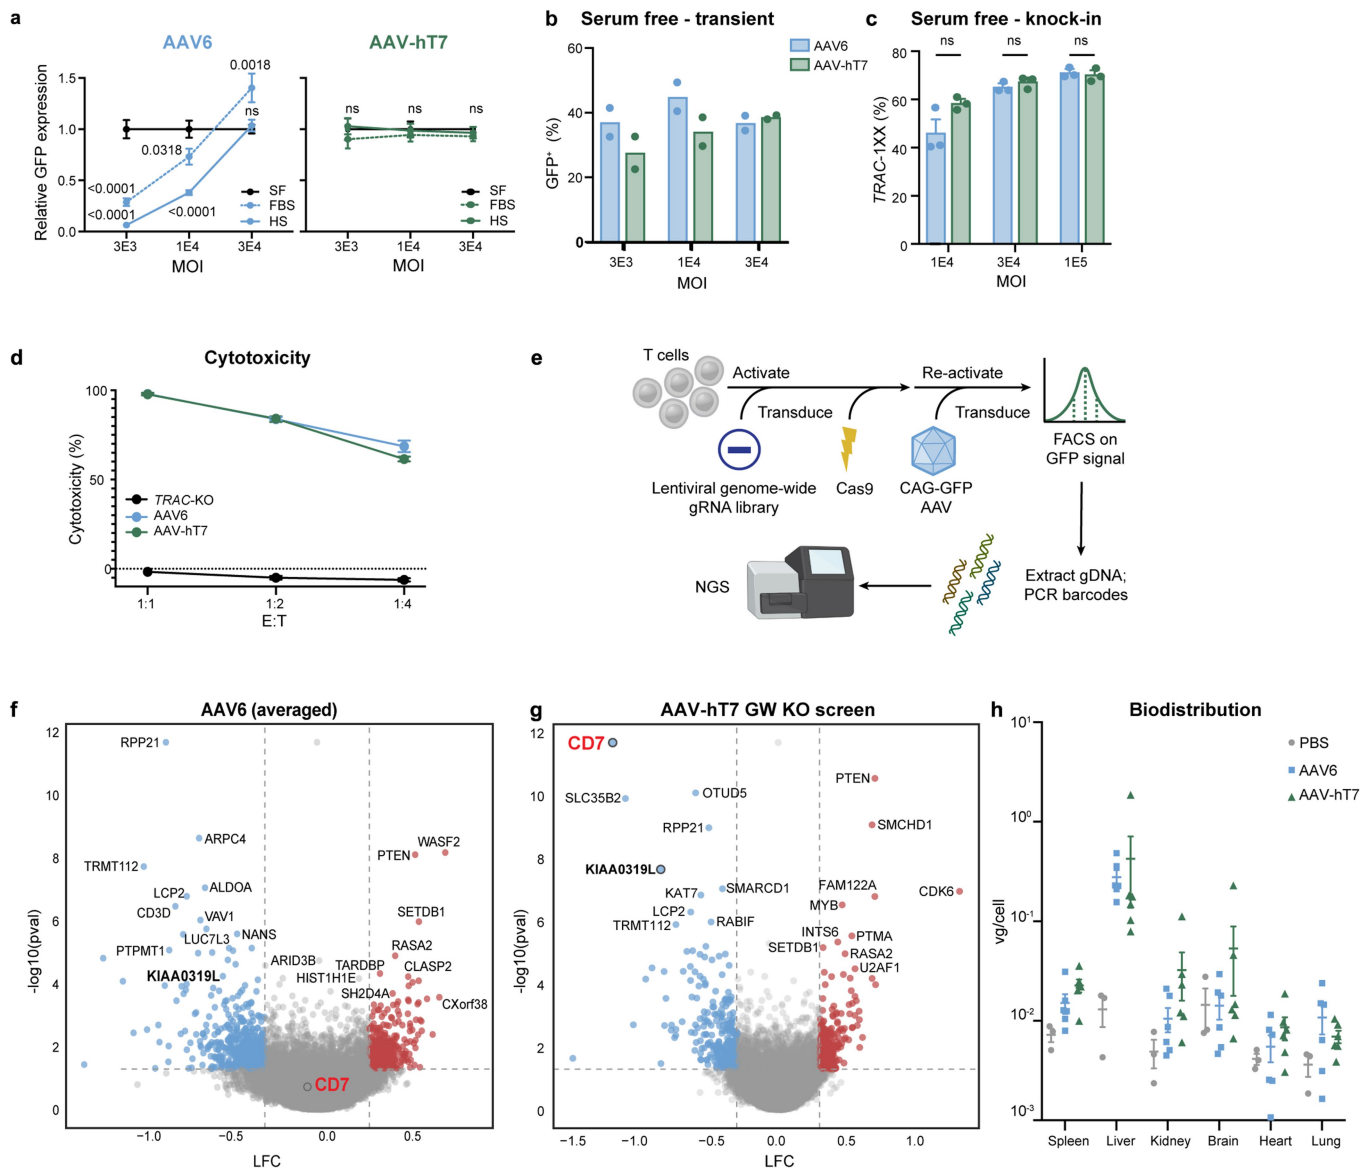 a
AAV6
AAV-hT7
Relative GFP expression
1.5
1.0
0.5
0.0
0.0018
ns
0.0318
<0.0001
<0.0001
<0.0001
SF
FBS
HS
3E3
1E4
3E4
MOI
ns
ns
ns
SF
FBS
HS
3E3
1E4
3E4
MOI
b
Serum free - transient
AAV6
AAV-hT7
GFP+ (%)
60
40
20
0
3E3
1E4
3E4
MOI
c
Serum free - knock-in
ns
ns
ns
TRAC-1XX (%)
80
60
40
20
0
1E4
3E4
1E5
MOI
d
Cytotoxicity
Cytotoxicity (%)
100
50
0
TRAC-KO
AAV6
AAV-hT7
1:1
1:2
1:4
E:T
e
T cells
Activate
Re-activate
Transduce
Transduce
Lentiviral genome-wide
gRNA library
Cas9
CAG-GFP
AAV
FACS on
GFP signal
Extract gDNA;
PCR barcodes
NGS
f
AAV6 (averaged)
-log10(pval)
12
10
8
6
4
2
0
RPP21
ARPC4
TRMT112
ALDOA
LCP2
CD3D
VAV1
LUC7L3
NANS
PTPMT1
KIAA0319L
ARID3B
HIST1H1E
TARDBP
SH2D4A
WASF2
PTEN
SETDB1
RASA2
CLASP2
CXorf38
CD7
−1.0
−0.5
0.0
0.5
LFC
g
AAV-hT7 GW KO screen
-log10(pval)
12
10
8
6
4
2
0
CD7
SLC35B2
OTUD5
RPP21
KIAA0319L
KAT7
SMARCD1
LCP2
TRMT112
RABIF
PTEN
SMCHD1
FAM122A
CDK6
MYB
INTS6
PTMA
SETDB1
RASA2
U2AF1
−1.5
−1.0
−0.5
0.0
0.5
1.0
LFC
h
Biodistribution
PBS
AAV6
AAV-hT7
vg/cell
101
100
10-1
10-2
10-3
Spleen
Liver
Kidney
Brain
Heart
Lung